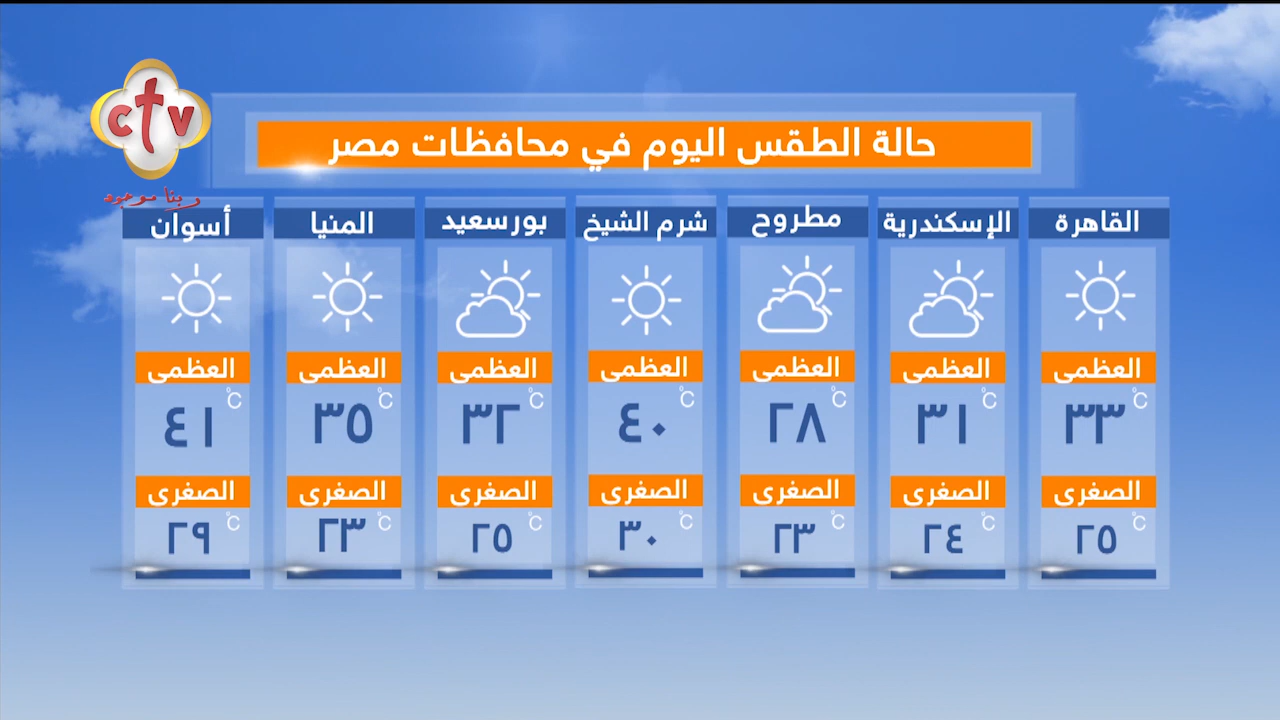 ctv
ربنا موجود
حالة الطقس اليوم في محافظات مصر
القاهرة
العظمى
٣٣ °C
الصغرى
٢٥ °C
الإسكندرية
العظمى
٣١ °C
الصغرى
٢٤ °C
مطروح
العظمى
٢٨ °C
الصغرى
٢٣ °C
شرم الشيخ
العظمى
٤٠ °C
الصغرى
٣٠ °C
بورسعيد
العظمى
٣٢ °C
الصغرى
٢٥ °C
المنيا
العظمى
٣٥ °C
الصغرى
٢٣ °C
أسوان
العظمى
٤١ °C
الصغرى
٢٩ °C